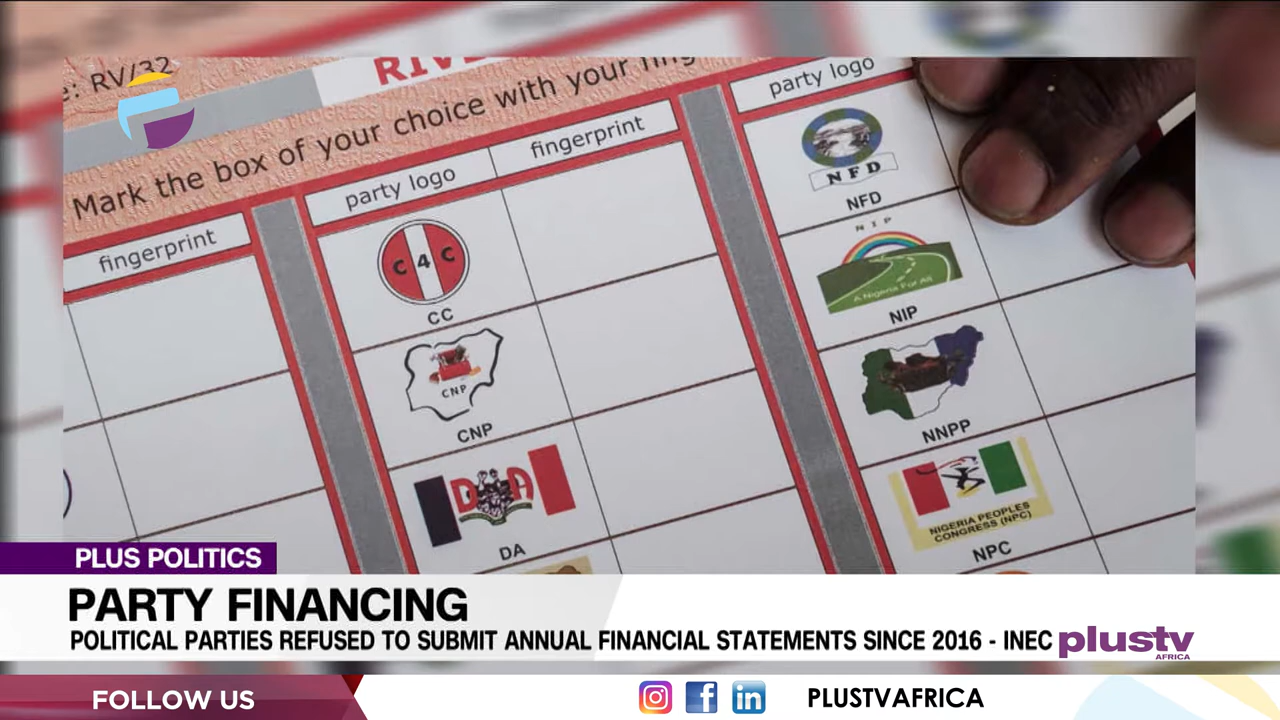 : RV/32
RIV
Mark the box of your choice with your fing
fingerprint
party logo
fingerprint
party logo
C 4 C
CC
CNP
CNP
DA
DA
NFD
NFD
NIP
A Nigeria For All
NIP
NNPP
NIGERIA PEOPLES
CONGRESS (NPC)
NPC
PLUS POLITICS
PARTY FINANCING
POLITICAL PARTIES REFUSED TO SUBMIT ANNUAL FINANCIAL STATEMENTS SINCE 2016 - INEC
plustv
AFRICA
FOLLOW US
PLUSTVAFRICA